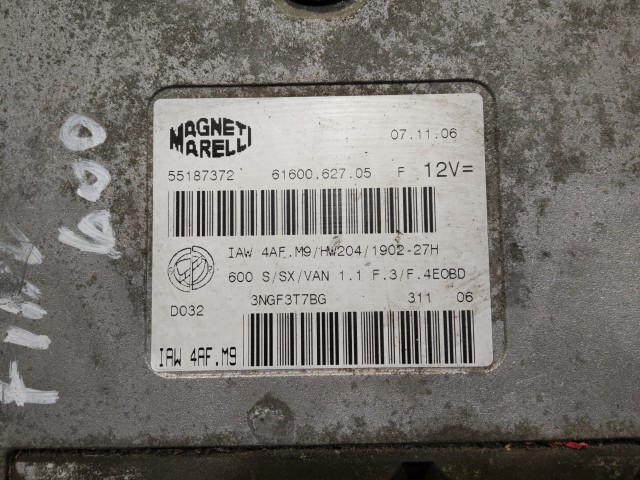 MAGNETI MARELLI
07.11.06
55187372 61600.627.05 F 12V=
IAW 4AF.M9/HW204/1902-27H
600 S/SX/VAN 1.1 F.3/F.4EOBD
D032 3NGF3T7BG 311 06
IAW 4AF.M9
600